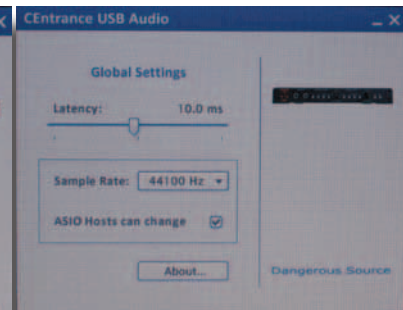 CEntrance USB Audio
Global Settings
Latency: 10.0 ms
Sample Rate: 44100 Hz
ASIO Hosts can change
About...
Dangerous Source